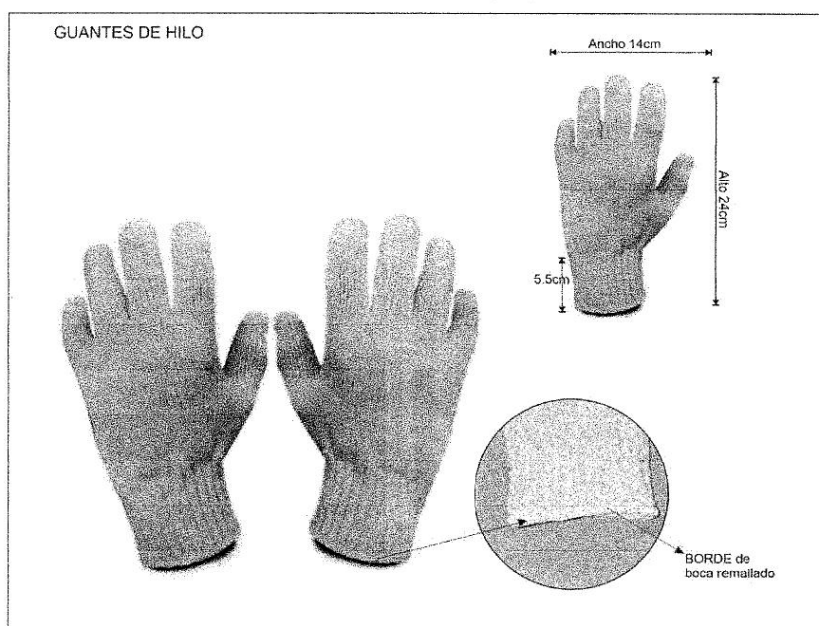 GUANTES DE HILO
Ancho 14cm
Alto 24cm
5.5cm
BORDE de
boca remallado